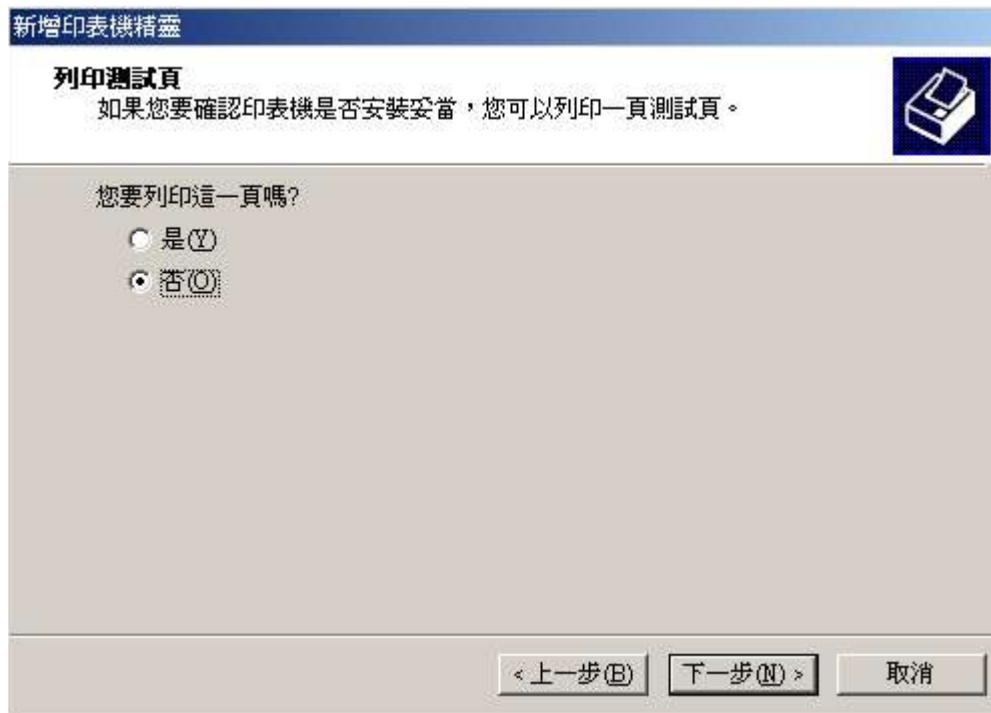 新增印表機精靈
列印測試頁
如果您要確認印表機是否安裝妥當，您可以列印一頁測試頁。
您要列印這一頁嗎?
是(Y)
否(O)
<上一步(B)
下一步(N)>
取消